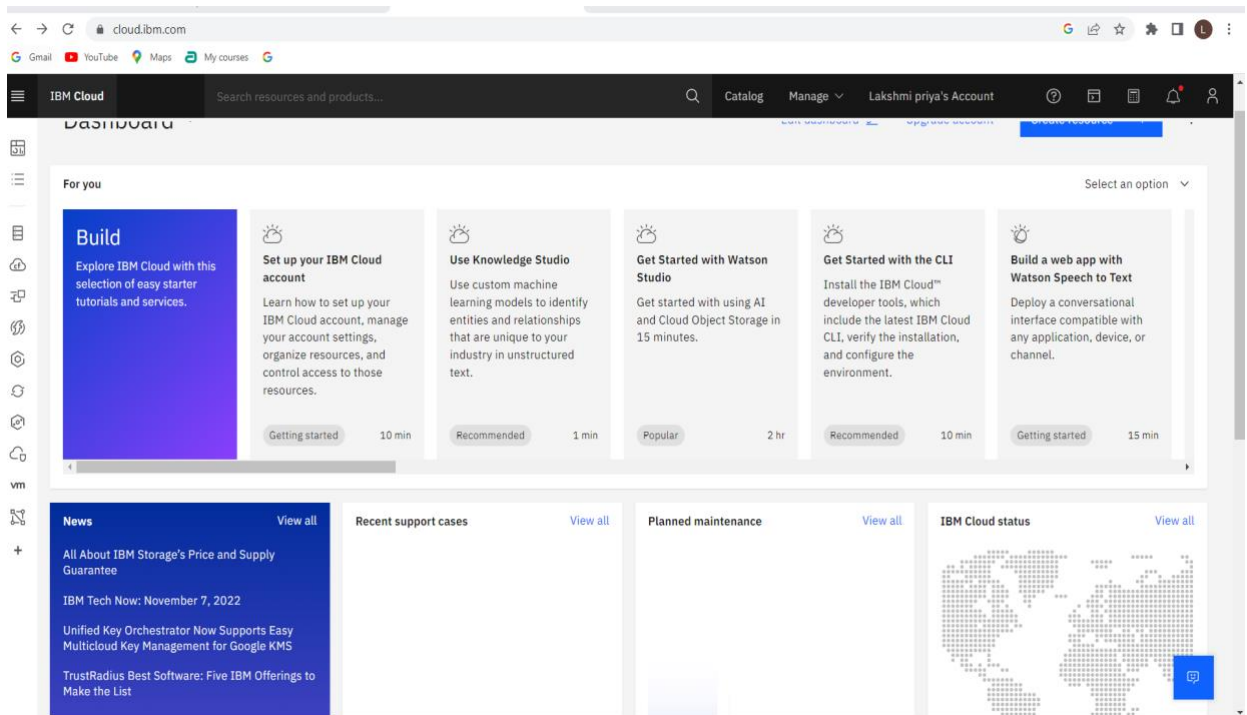 cloud.ibm.com
G
L
Gmail YouTube Maps My courses
IBM Cloud Search resources and products... Catalog Manage Lakshmi priya's Account
Dashboard Edit dashboard Upgrade account Create resource
For you Select an option
Build
Explore IBM Cloud with this
selection of easy starter
tutorials and services.
Set up your IBM Cloud
account
Learn how to set up your
IBM Cloud account, manage
your account settings,
organize resources, and
control access to those
resources.
Getting started 10 min
Use Knowledge Studio
Use custom machine
learning models to identify
entities and relationships
that are unique to your
industry in unstructured
text.
Recommended 1 min
Get Started with Watson
Studio
Get started with using AI
and Cloud Object Storage in
15 minutes.
Popular 2 hr
Get Started with the CLI
Install the IBM Cloud™
developer tools, which
include the latest IBM Cloud
CLI, verify the installation,
and configure the
environment.
Recommended 10 min
Build a web app with
Watson Speech to Text
Deploy a conversational
interface compatible with
any application, device, or
channel.
Getting started 15 min
vm
News View all
All About IBM Storage's Price and Supply
Guarantee
IBM Tech Now: November 7, 2022
Unified Key Orchestrator Now Supports Easy
Multicloud Key Management for Google KMS
TrustRadius Best Software: Five IBM Offerings to
Make the List
Recent support cases View all
Planned maintenance View all
IBM Cloud status View all